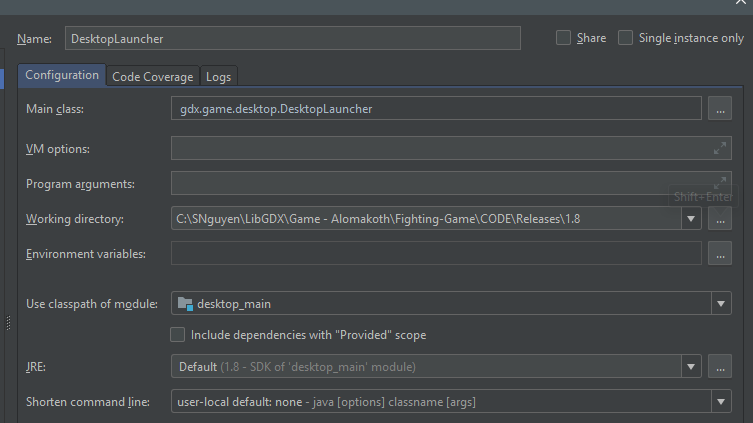 Name: DesktopLauncher Share Single instance only
Configuration Code Coverage Logs
Main class: gdx.game.desktop.DesktopLauncher ...
VM options:
Program arguments:
Shift+Enter
Working directory: C:\SNguyen\LibGDX\Game - Alomakoth\Fighting-Game\CODE\Releases\1.8 ...
Environment variables: ...
Use classpath of module: desktop_main
Include dependencies with "Provided" scope
JRE: Default (1.8 - SDK of 'desktop_main' module) ...
Shorten command line: user-local default: none - java [options] classname [args]